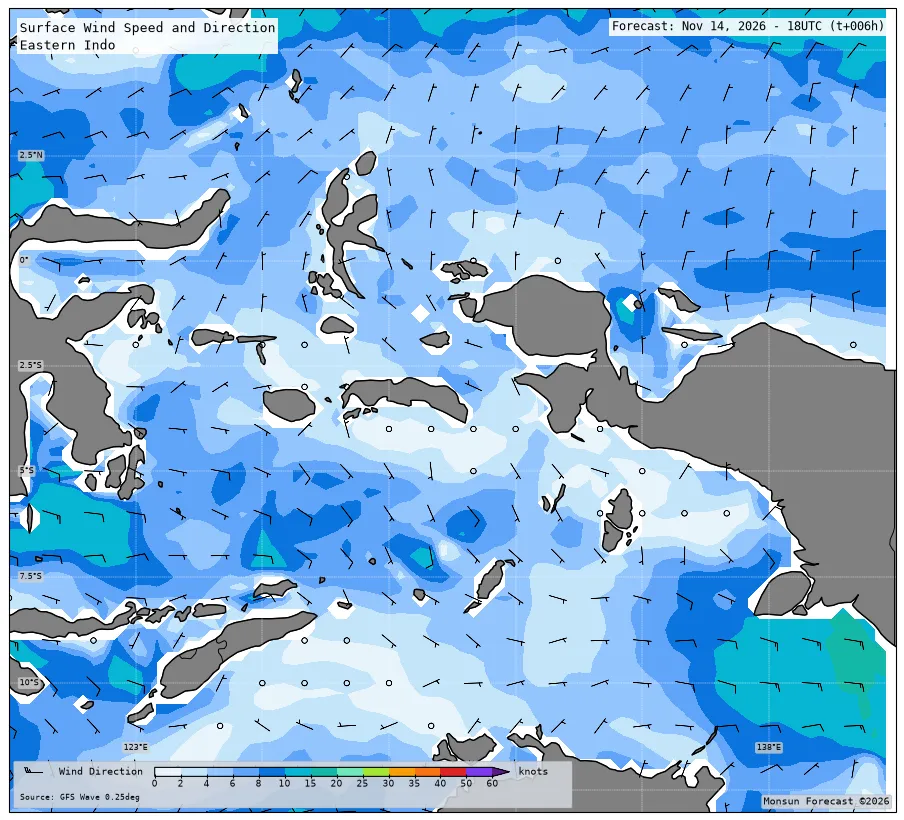 Surface Wind Speed and Direction
Eastern Indo
Forecast: Nov 14, 2026 - 18UTC (t+006h)
2.5°N
0°
2.5°S
5°S
7.5°S
10°S
123°E
138°E
Wind Direction
knots
0 2 4 6 8 10 15 20 25 30 35 40 50 60
Source: GFS Wave 0.25deg
Monsun Forecast ©2026